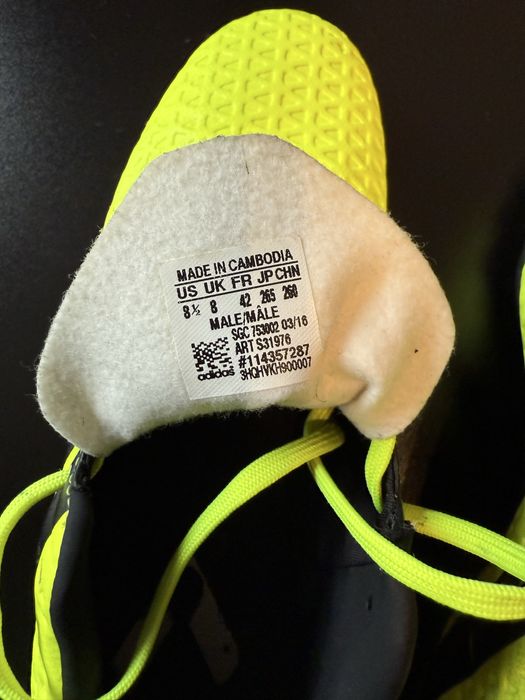 MADE IN CAMBODIA
US UK FR JP CHN
8½ 8 42 265 260
MALE/MÂLE
SGC 753002 03/16
ART S31976
#114357287
3HQHVKH900007
adidas